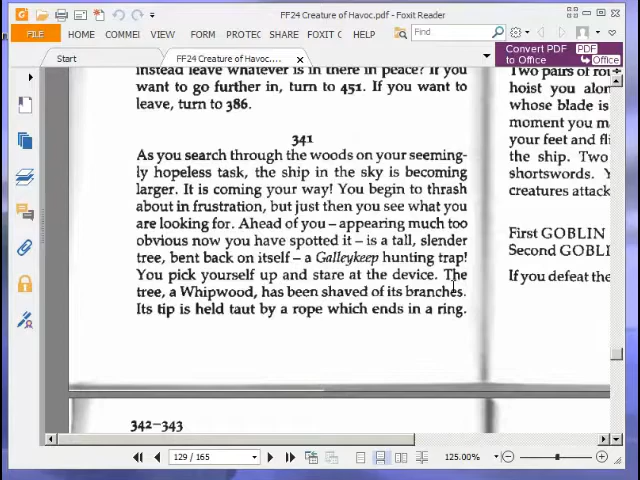 FF24 Creature of Havoc.pdf - Foxit Reader
FILE HOME COMMEI VIEW FORM PROTEC SHARE FOXIT C HELP Find
Start FF24 Creature of Havoc.... Convert PDF PDF
to Office Office
instead leave whatever is in there in peace? If you
want to go further in, turn to 451. If you want to
leave, turn to 386.
341
As you search through the woods on your seeming-
ly hopeless task, the ship in the sky is becoming
larger. It is coming your way! You begin to thrash
about in frustration, but just then you see what you
are looking for. Ahead of you – appearing much too
obvious now you have spotted it – is a tall, slender
tree, bent back on itself – a Galleykeep hunting trap!
You pick yourself up and stare at the device. The
tree, a Whipwood, has been shaved of its branches.
Its tip is held taut by a rope which ends in a ring.
342–343
Two pairs of
hoist you alon
whose blade is
moment you m
your feet and fli
the ship. Two
shortswords. Y
creatures attack
First GOBLIN
Second GOBLI
If you defeat the
129 / 165 125.00%